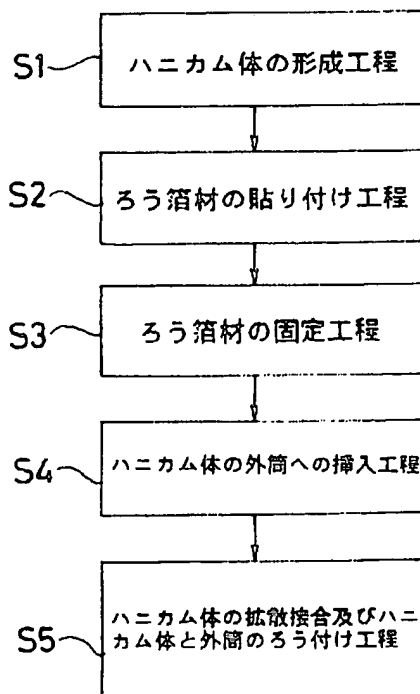 S1 ハニカム体の形成工程
S2 ろう箔材の貼り付け工程
S3 ろう箔材の固定工程
S4 ハニカム体の外筒への挿入工程
S5 ハニカム体の拡散接合及びハニ
カム体と外筒のろう付け工程